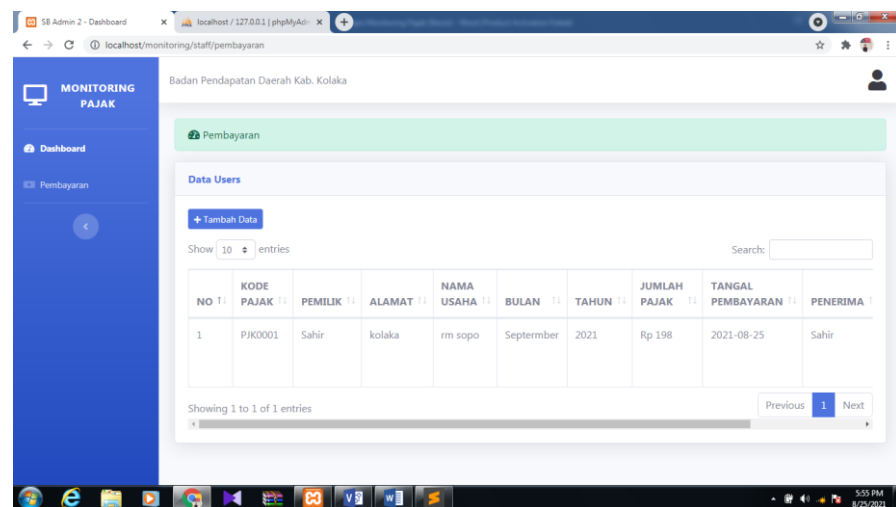 SB Admin 2 - Dashboard
localhost / 127.0.0.1 | phpMyAdr
localhost/monitoring/staff/pembayaran
MONITORING
PAJAK
Badan Pendapatan Daerah Kab. Kolaka
Dashboard
Pembayaran
Pembayaran
Data Users
+ Tambah Data
Show 10 entries
Search:
NO KODE PAJAK PEMILIK ALAMAT NAMA USAHA BULAN TAHUN JUMLAH PAJAK TANGAL PEMBAYARAN PENERIMA
1 PJK0001 Sahir kolaka rm sopo Septermber 2021 Rp 198 2021-08-25 Sahir
Showing 1 to 1 of 1 entries
Previous 1 Next
5:55 PM
8/25/2021